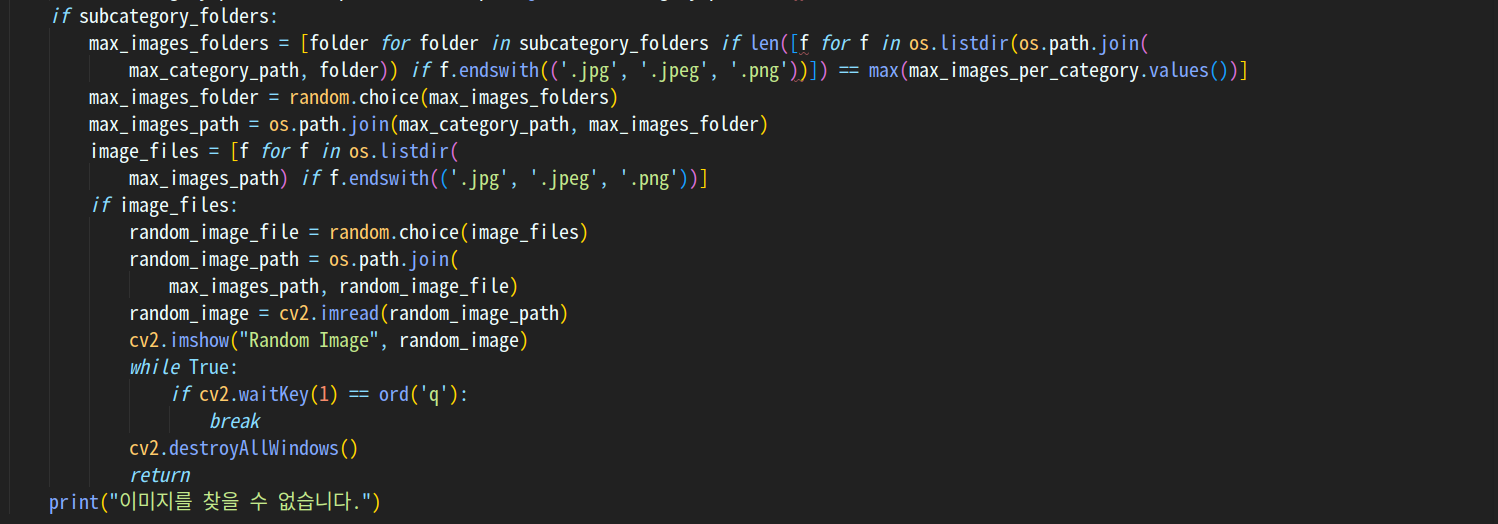 if subcategory_folders:
max_images_folders = [folder for folder in subcategory_folders if len([f for f in os.listdir(os.path.join(
max_category_path, folder)) if f.endswith(('.jpg', '.jpeg', '.png'))]) == max(max_images_per_category.values())]
max_images_folder = random.choice(max_images_folders)
max_images_path = os.path.join(max_category_path, max_images_folder)
image_files = [f for f in os.listdir(
max_images_path) if f.endswith(('.jpg', '.jpeg', '.png'))]
if image_files:
random_image_file = random.choice(image_files)
random_image_path = os.path.join(
max_images_path, random_image_file)
random_image = cv2.imread(random_image_path)
cv2.imshow("Random Image", random_image)
while True:
if cv2.waitKey(1) == ord('q'):
break
cv2.destroyAllWindows()
return
print("이미지를 찾을 수 없습니다.")